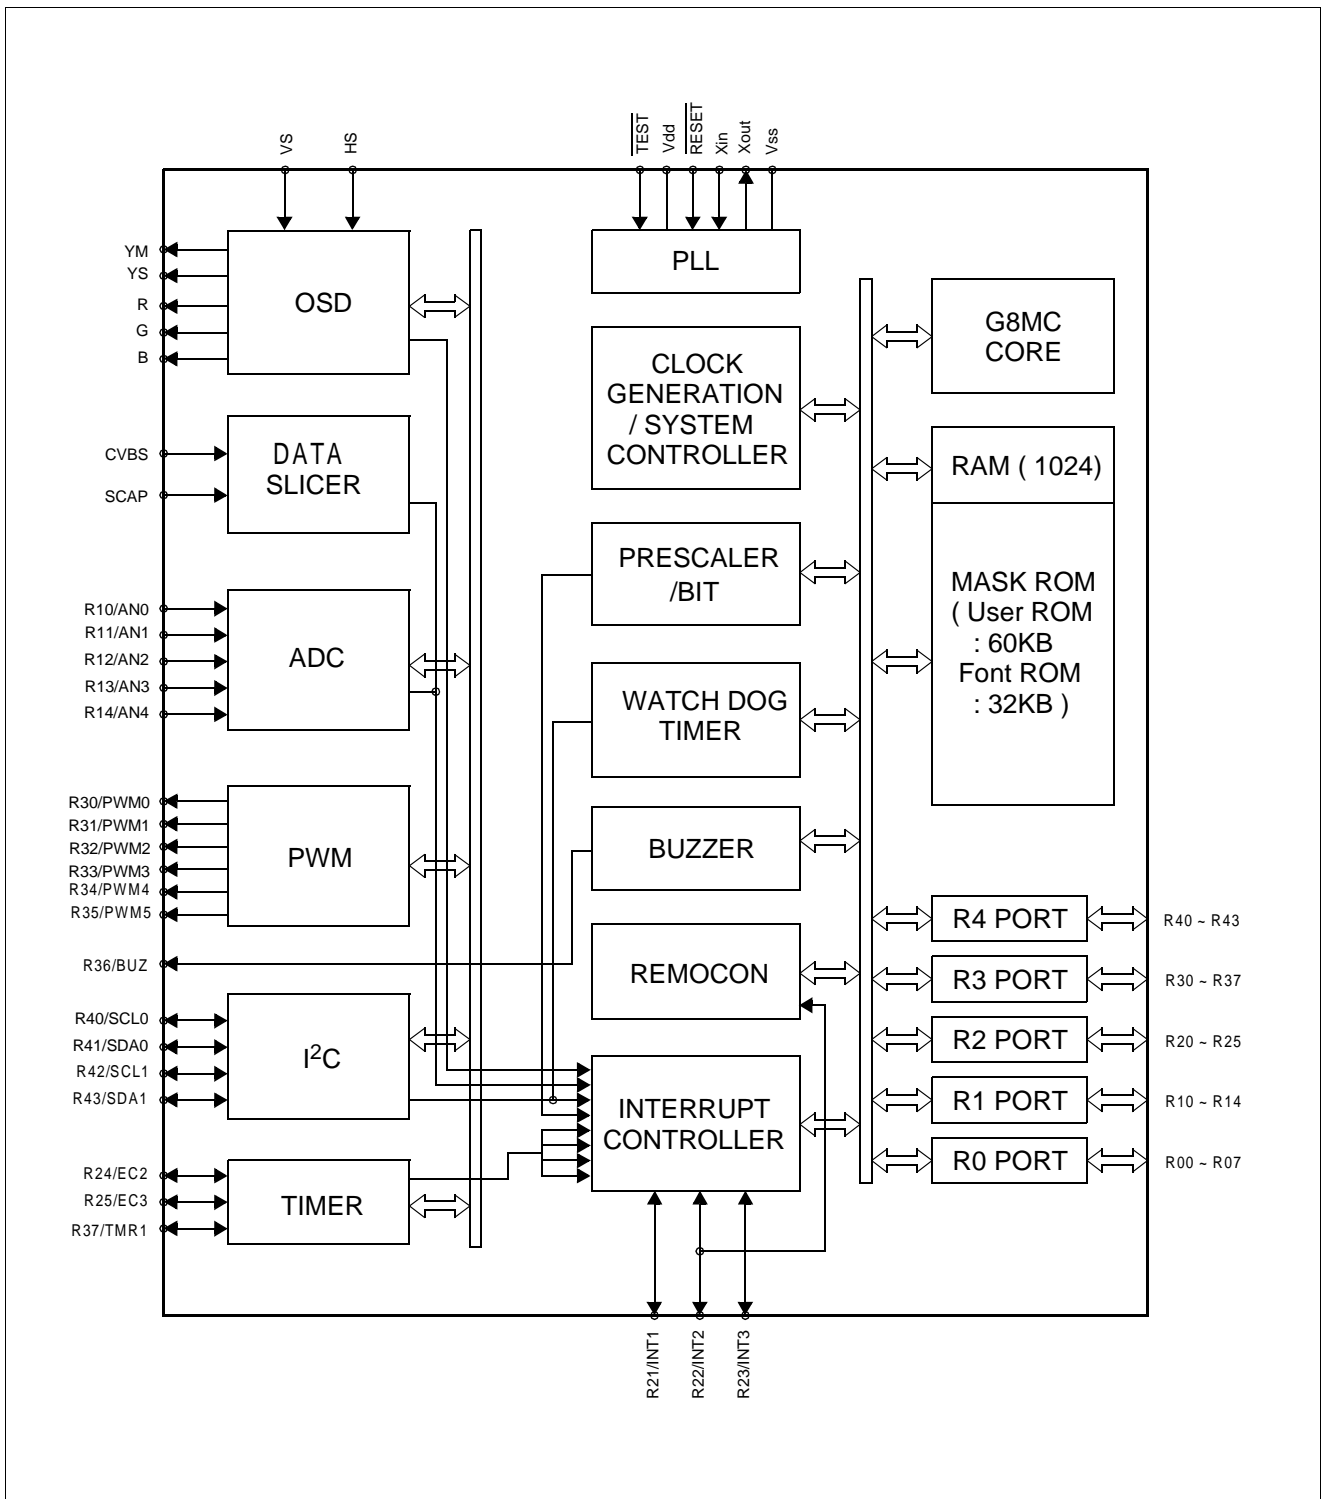 VS
HS
TEST
Vdd
RESET
Xin
Xout
Vss
YM
YS
R
G
B
OSD
PLL
G8MC
CORE
CLOCK
GENERATION
/ SYSTEM
CONTROLLER
CVBS
SCAP
DATA
SLICER
RAM ( 1024)
PRESCALER
/BIT
MASK ROM
( User ROM
: 60KB
Font ROM
: 32KB )
R10/AN0
R11/AN1
R12/AN2
R13/AN3
R14/AN4
ADC
WATCH DOG
TIMER
R30/PWM0
R31/PWM1
R32/PWM2
R33/PWM3
R34/PWM4
R35/PWM5
PWM
BUZZER
R36/BUZ
REMOCON
R4 PORT
R40 ~ R43
R3 PORT
R30 ~ R37
R2 PORT
R20 ~ R25
R1 PORT
R10 ~ R14
R0 PORT
R00 ~ R07
R40/SCL0
R41/SDA0
R42/SCL1
R43/SDA1
I²C
INTERRUPT
CONTROLLER
R24/EC2
R25/EC3
R37/TMR1
TIMER
R21/INT1
R22/INT2
R23/INT3